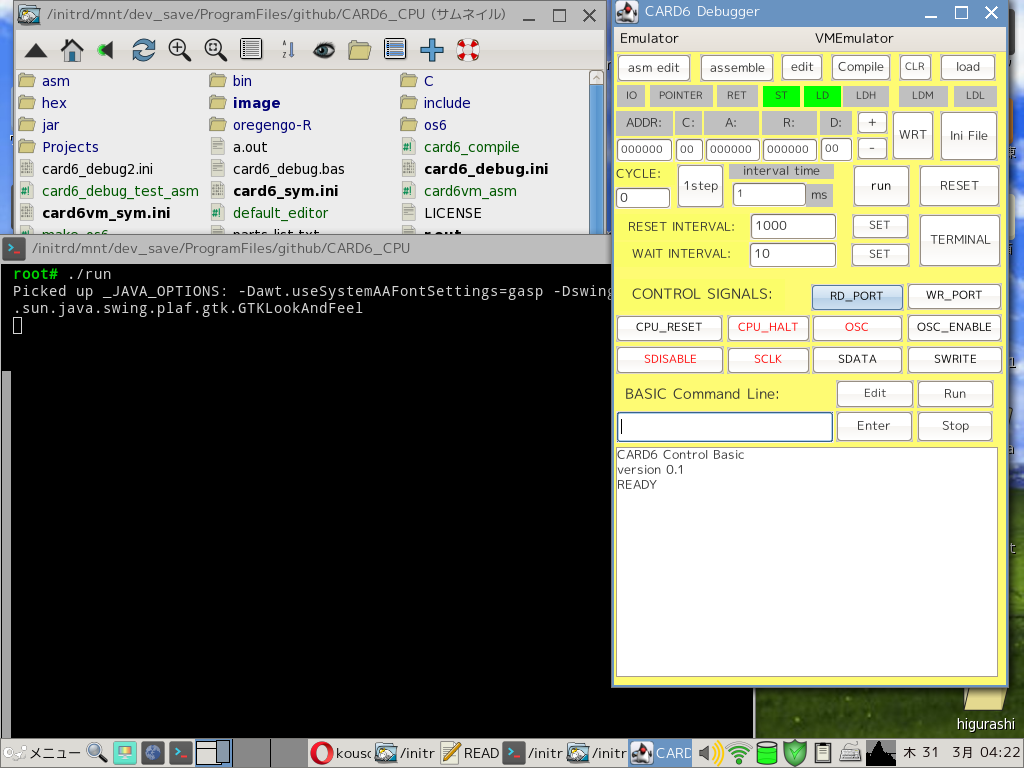 /initrd/mnt/dev_save/ProgramFiles/github/CARD6_CPU (サムネイル)
asm bin C
hex image include
jar oregengo-R os6
Projects a.out card6_compile
card6_debug2.ini card6_debug.bas card6_debug.ini
card6_debug_test_asm card6_sym.ini card6vm_asm
card6vm_sym.ini default_editor LICENSE
/initrd/mnt/dev_save/ProgramFiles/github/CARD6_CPU
root# ./run
Picked up _JAVA_OPTIONS: -Dawt.useSystemAAFontSettings=gasp -Dswing
.sun.java.swing.plaf.gtk.GTKLookAndFeel
CARD6 Debugger
Emulator VMEmulator
asm edit assemble edit Compile CLR load
IO POINTER RET ST LD LDH LDM LDL
ADDR: C: A: R: D: + WRT Ini File
000000 00 000000 000000 00 -
CYCLE: 1step interval time run RESET
0 1 ms
RESET INTERVAL: 1000 SET TERMINAL
WAIT INTERVAL: 10 SET
CONTROL SIGNALS: RD_PORT WR_PORT
CPU_RESET CPU_HALT OSC OSC_ENABLE
SDISABLE SCLK SDATA SWRITE
BASIC Command Line: Edit Run
Enter Stop
CARD6 Control Basic
version 0.1
READY
higurashi
メニュー kousc /initr READ /initr /initr CARD 木 31 3月 04:22